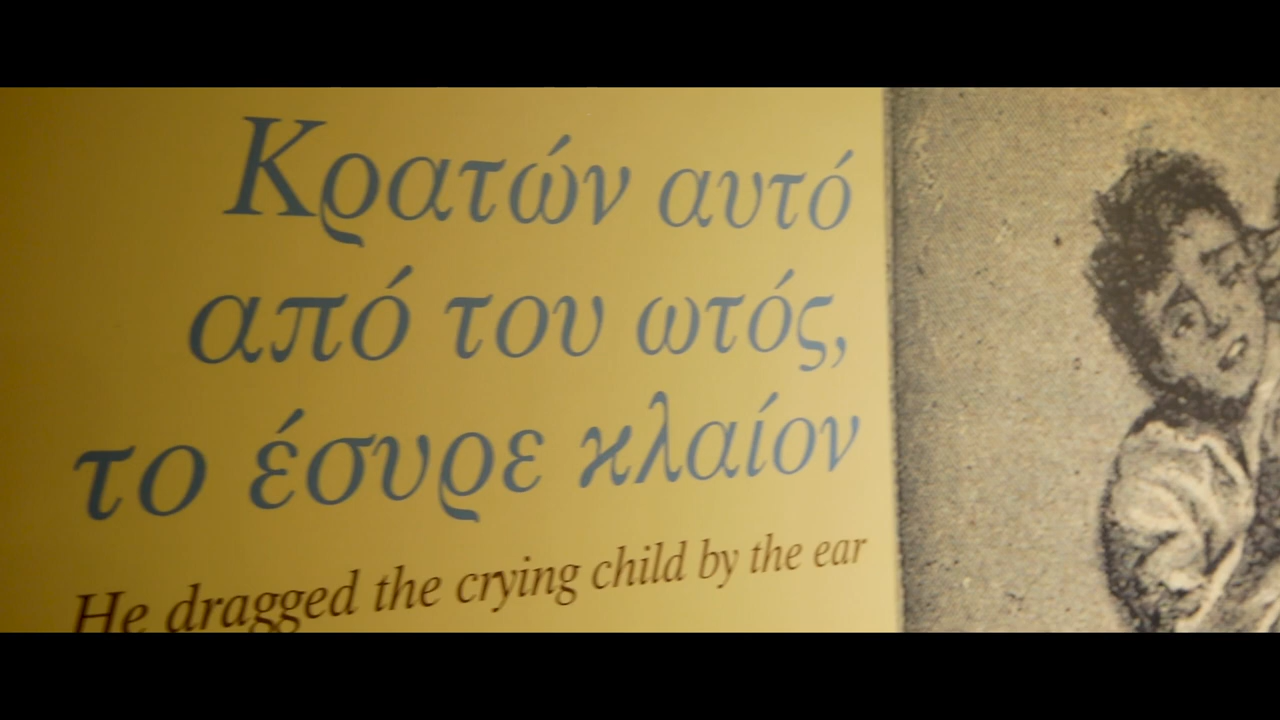 Κρατών αυτό
από του ωτός,
το έσυρε κλαίον
He dragged the crying child by the ear